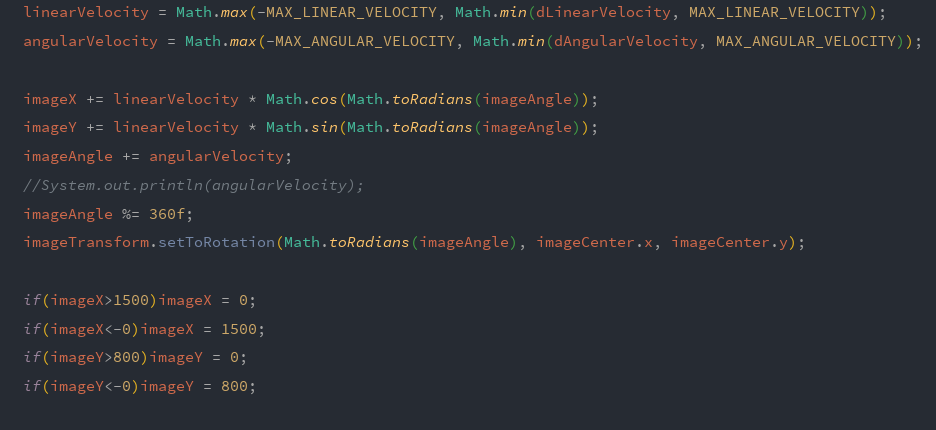 linearVelocity = Math.max(-MAX_LINEAR_VELOCITY, Math.min(dLinearVelocity, MAX_LINEAR_VELOCITY));
angularVelocity = Math.max(-MAX_ANGULAR_VELOCITY, Math.min(dAngularVelocity, MAX_ANGULAR_VELOCITY));
imageX += linearVelocity * Math.cos(Math.toRadians(imageAngle));
imageY += linearVelocity * Math.sin(Math.toRadians(imageAngle));
imageAngle += angularVelocity;
//System.out.println(angularVelocity);
imageAngle %= 360f;
imageTransform.setToRotation(Math.toRadians(imageAngle), imageCenter.x, imageCenter.y);
if(imageX>1500)imageX = 0;
if(imageX<-0)imageX = 1500;
if(imageY>800)imageY = 0;
if(imageY<-0)imageY = 800;